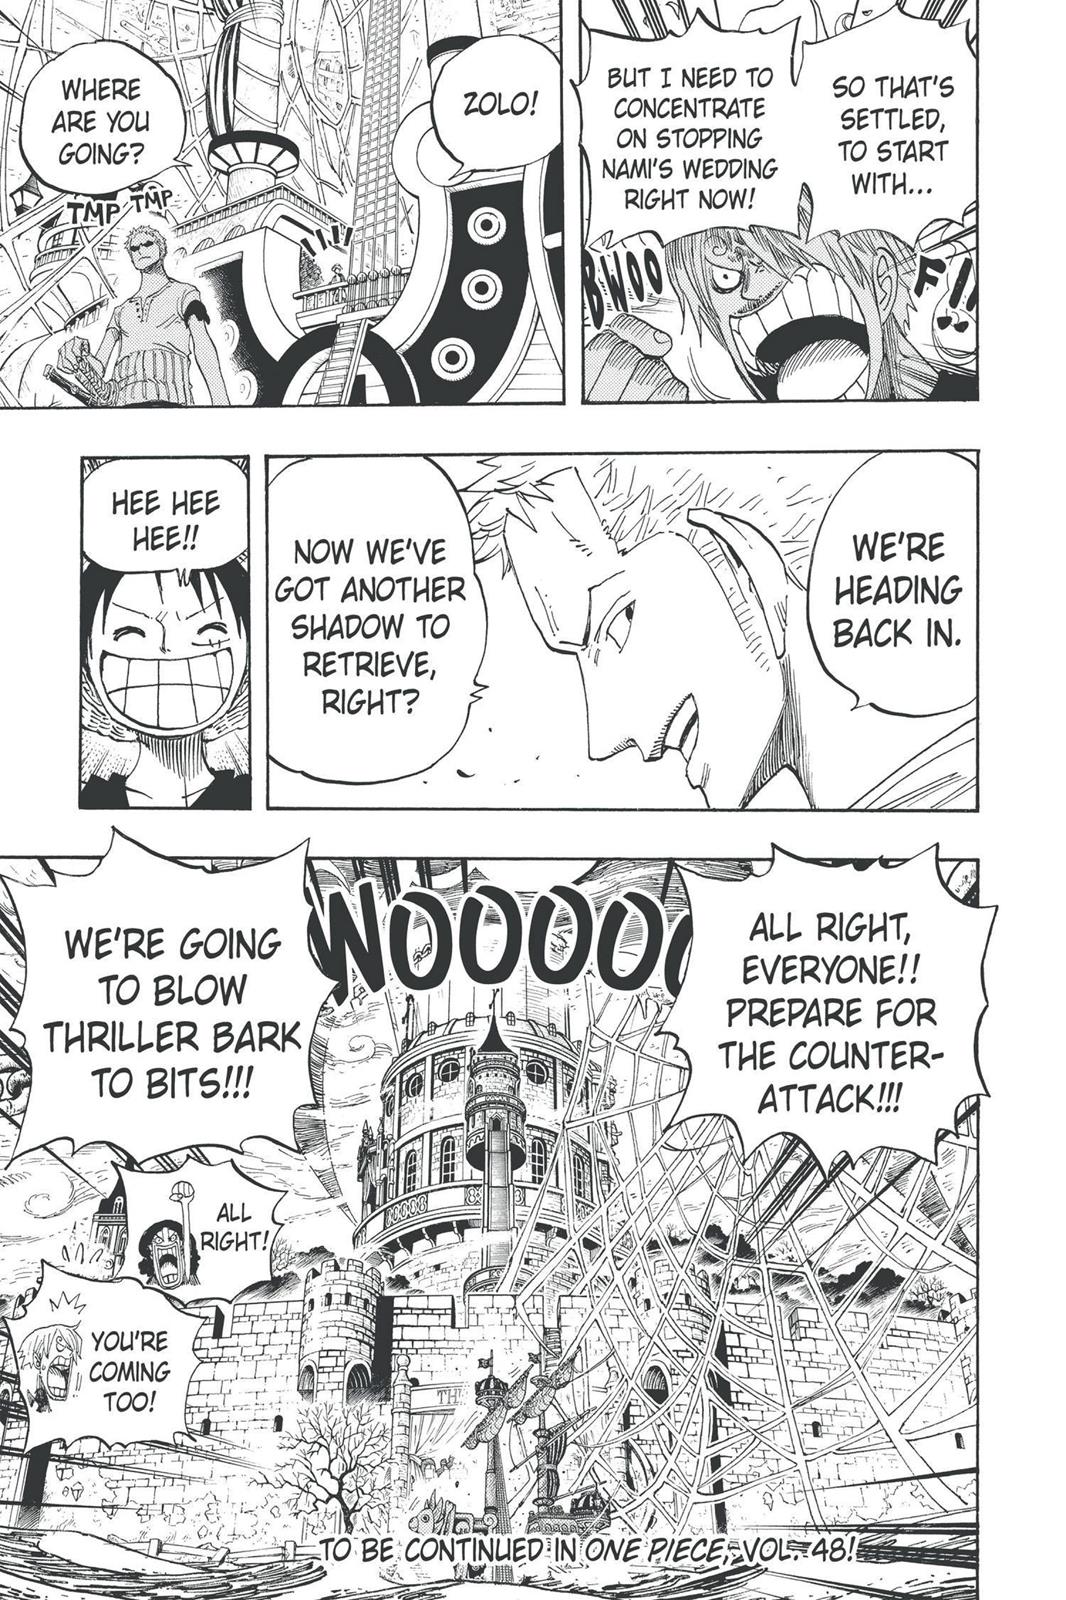 SO THAT'S
SETTLED,
TO START
WITH...
BUT I NEED TO
CONCENTRATE
ON STOPPING
NAMI'S WEDDING
RIGHT NOW!
BWOO
ZOLO!
WHERE
ARE YOU
GOING?
TMP
TMP
WE'RE
HEADING
BACK IN.
NOW WE'VE
GOT ANOTHER
SHADOW TO
RETRIEVE,
RIGHT?
HEE HEE
HEE!!
ALL RIGHT,
EVERYONE!!
PREPARE FOR
THE COUNTER-
ATTACK!!!
WOOOOO
WE'RE GOING
TO BLOW
THRILLER BARK
TO BITS!!!
ALL
RIGHT!
YOU'RE
COMING
TOO!
TO BE CONTINUED IN ONE PIECE, VOL. 48!